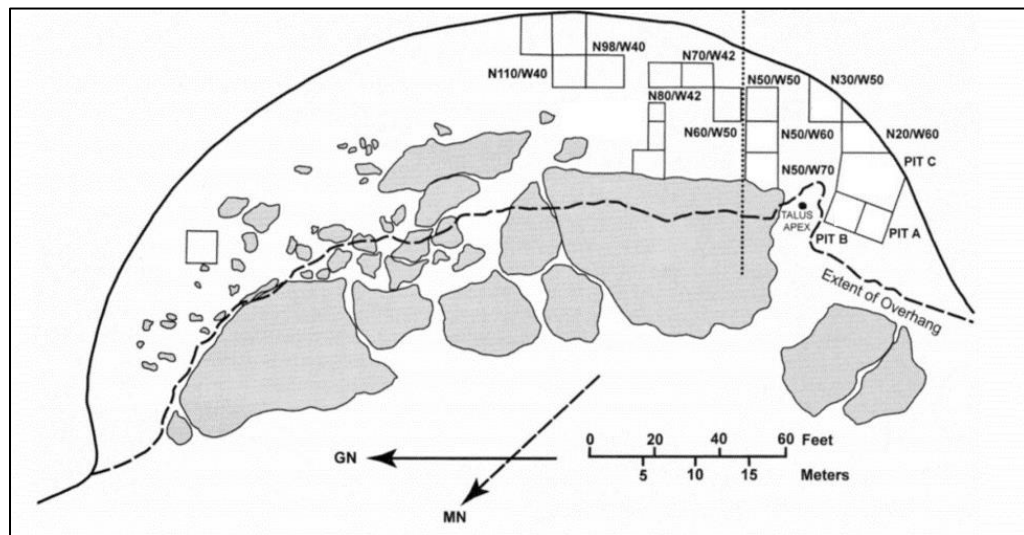 N98/W40
N110/W40
N70/W42
N80/W42
N50/W50
N30/W50
N60/W50
N50/W60
N20/W60
PIT C
N50/W70
TALUS
APEX
PIT B
PIT A
Extent of Overhang
GN
MN
0 20 40 60 Feet
5 10 15 Meters